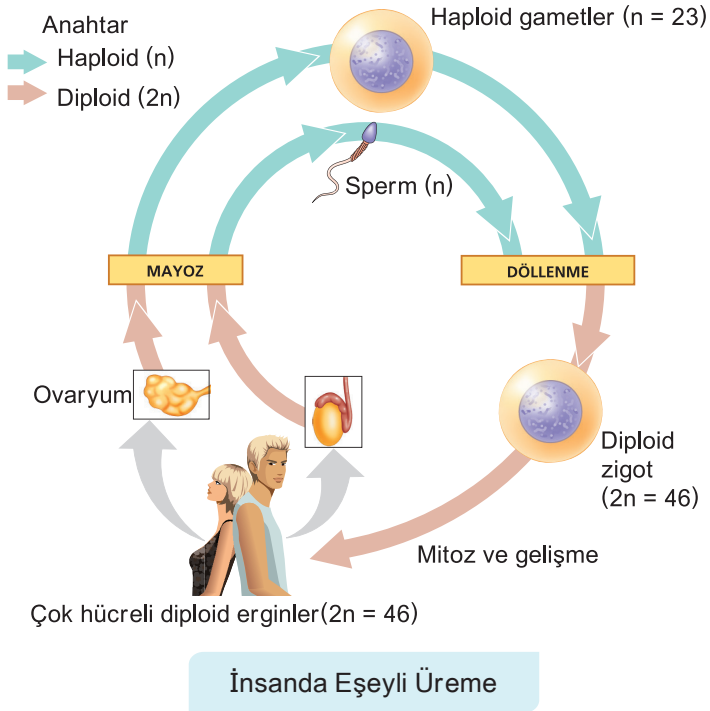 Anahtar
Haploid (n)
Diploid (2n)
Haploid gametler (n = 23)
Sperm (n)
MAYOZ
DÖLLENME
Ovaryum
Diploid
zigot
(2n = 46)
Mitoz ve gelişme
Çok hücreli diploid erginler(2n = 46)
İnsanda Eşeyli Üreme